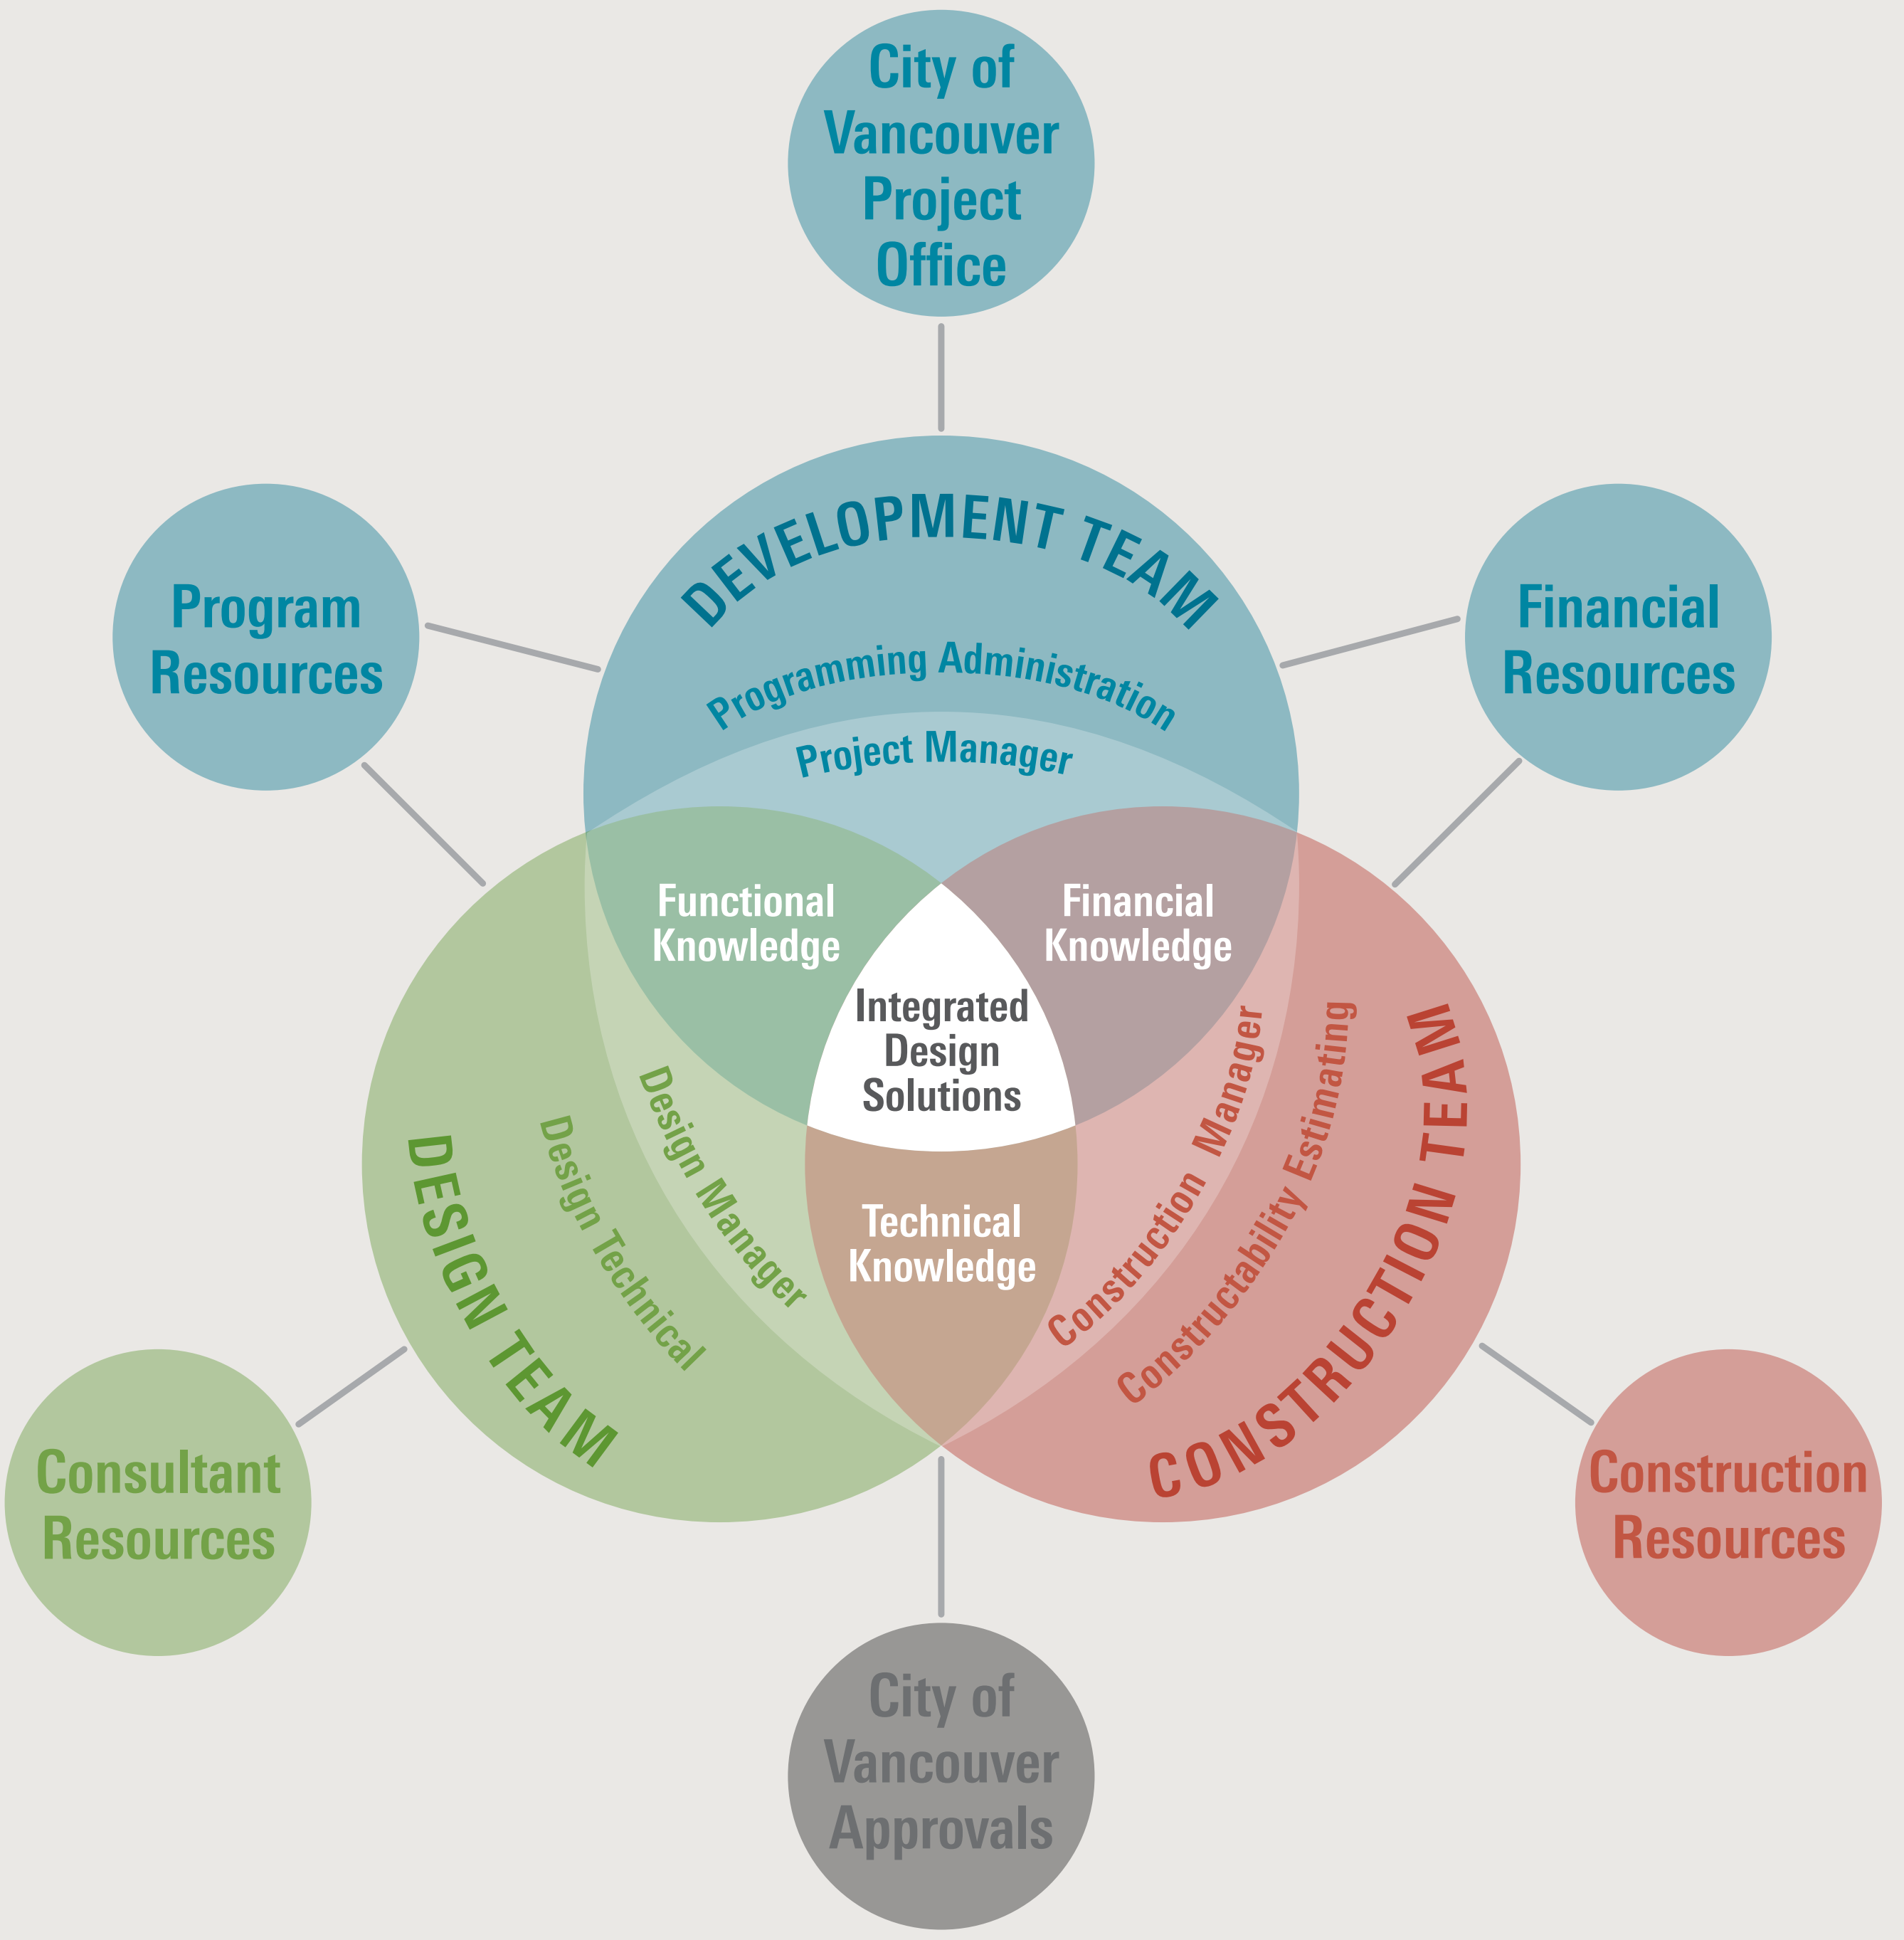 City of
Vancouver
Project
Office
DEVELOPMENT TEAM
Program
Resources
Financial
Resources
Programming Administration
Project Manager
Functional
Knowledge
Financial
Knowledge
Integrated
Design
Solutions
Technical
Knowledge
Design Manager
Design Technical
DESIGN TEAM
Construction Manager
Constructability Estimating
CONSTRUCTION TEAM
Consultant
Resources
Construction
Resources
City of
Vancouver
Approvals